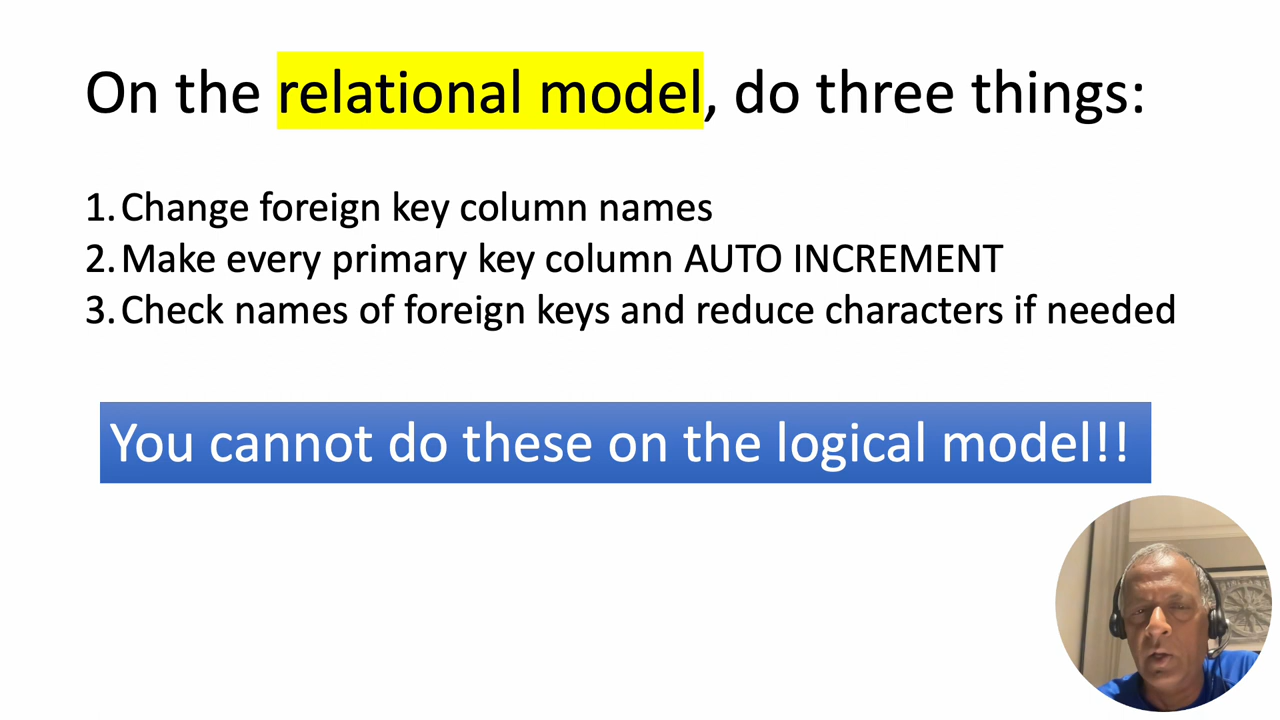 On the relational model, do three things:
1. Change foreign key column names
2. Make every primary key column AUTO INCREMENT
3. Check names of foreign keys and reduce characters if needed
You cannot do these on the logical model!!